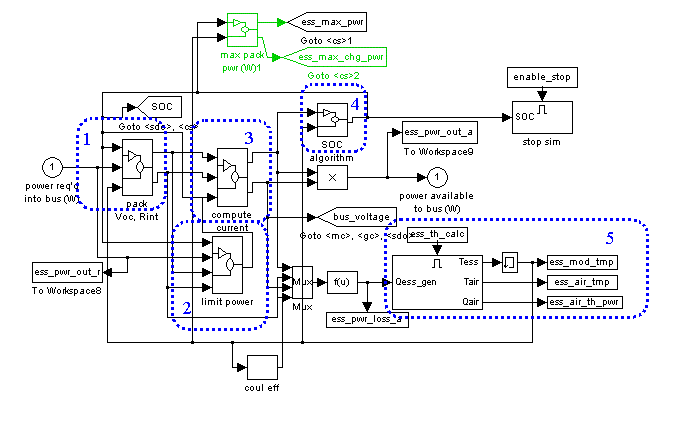 ess_max_pwr
Goto <cs>1
max pack
pwr (W)1
ess_max_chg_pwr
Goto <cs>2
enable_stop
SOC
Goto <sdo>, <cs>
4
SOC
algorithm
SOC
stop sim
1
3
ess_pwr_out_a
To Workspace9
1
power req'd
into bus (W)
pack
Voc, Rint
compute
current
×
1
power available
to bus (W)
bus_voltage
Goto <mc>, <gc>, <sdo>
ess_th_calc
5
ess_pwr_out_r
To Workspace8
limit power
2
Mux
Mux
f(u)
ess_pwr_loss_a
Qess_gen
Tess
Tair
Qair
ess_mod_tmp
ess_air_tmp
ess_air_th_pwr
coul eff